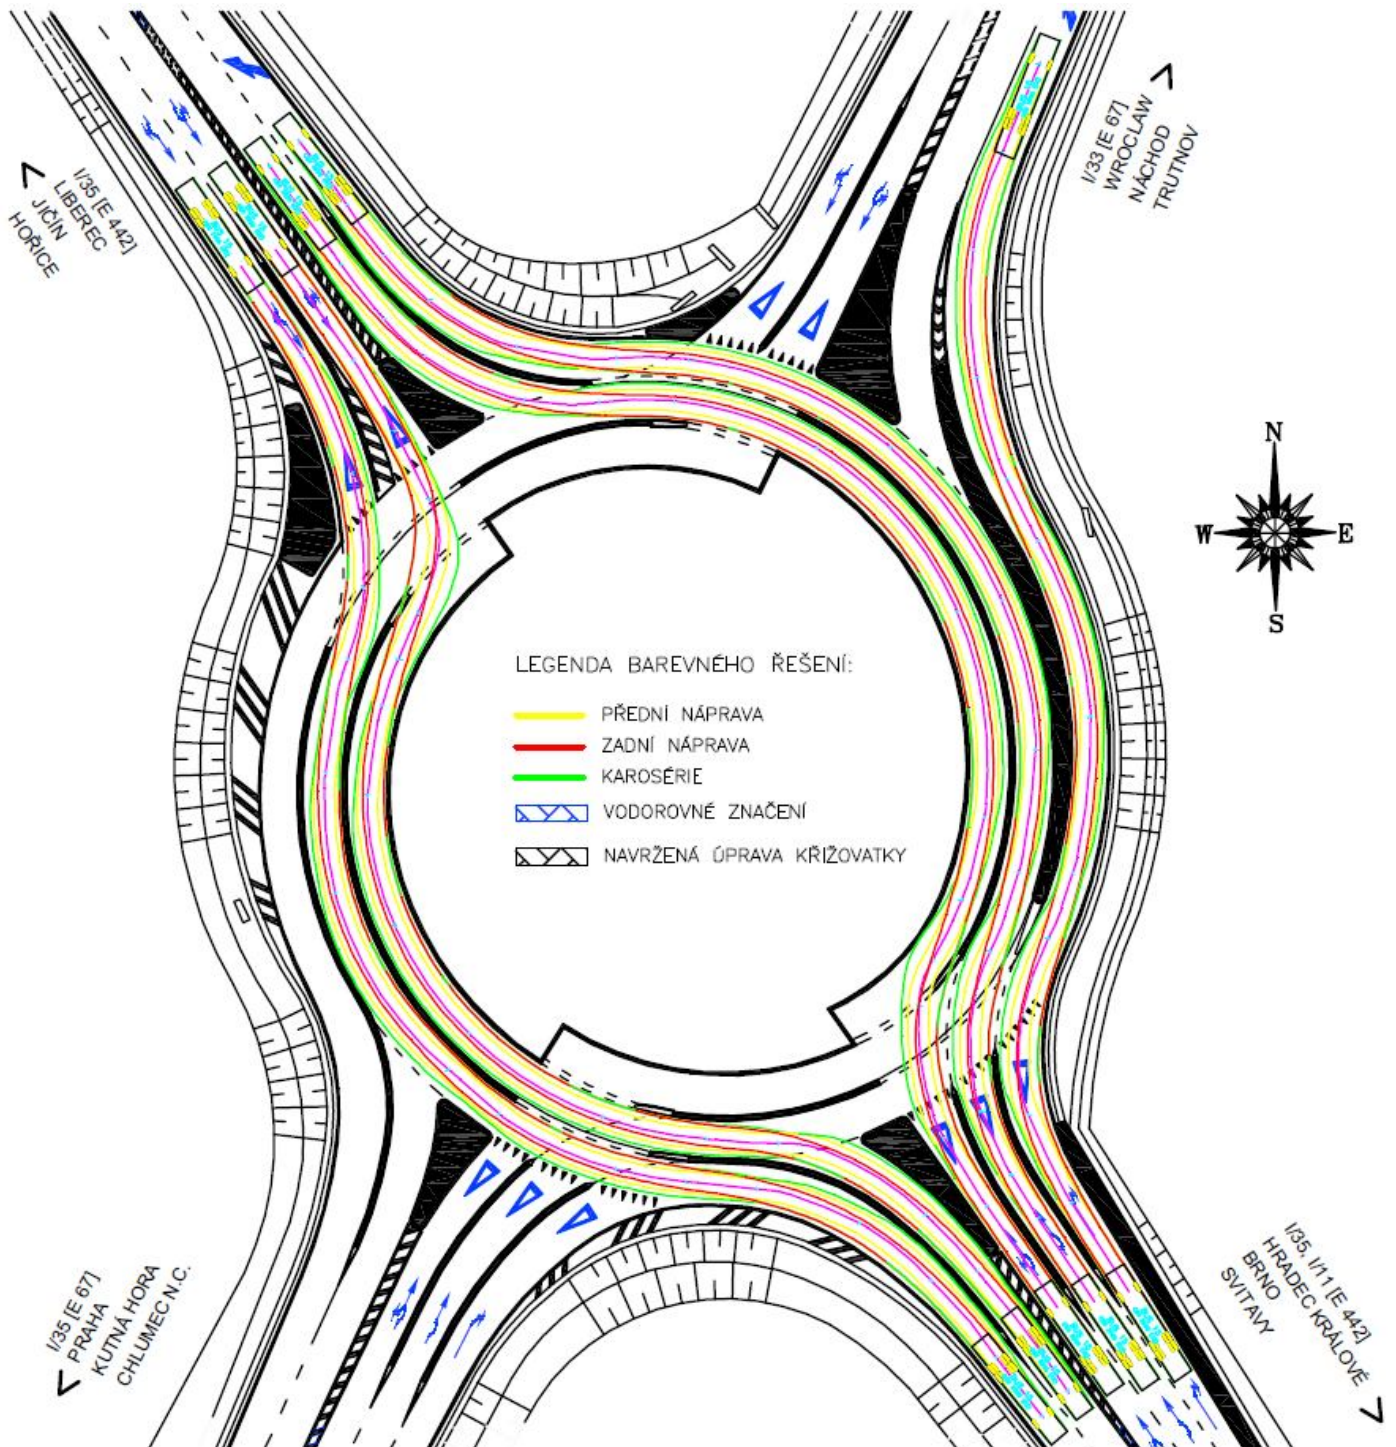 I/33 [E 67]
WROCLAW
NÁCHOD
TRUTNOV
I/35 [E 442]
LIBEREC
JIČÍN
HOŘICE
N
W
E
S
LEGENDA BAREVNÉHO ŘEŠENÍ:
PŘEDNÍ NÁPRAVA
ZADNÍ NÁPRAVA
KAROSÉRIE
VODOROVNÉ ZNAČENÍ
NAVRŽENÁ ÚPRAVA KŘIŽOVATKY
I/35 [E 67]
PRAHA
KUTNÁ HORA
CHLUMEC N.C.
I/35, I/11 [E 442]
HRADEC KRÁLOVÉ
BRNO
SVITAVY